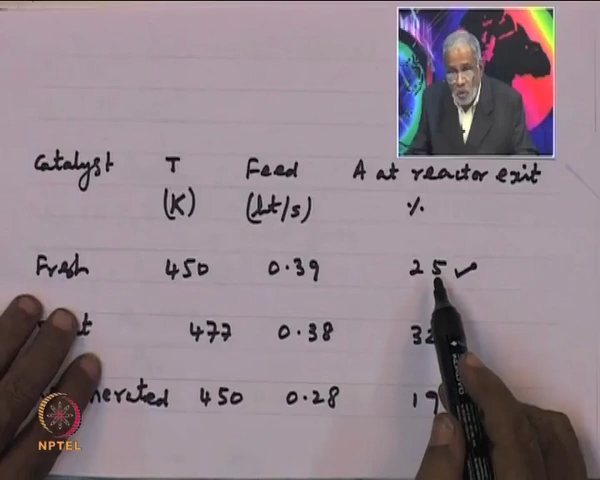 Catalyst T Feed A at reactor exit
(K) (lit/s) %
Fresh 450 0.39 25 ✓
477 0.38
450 0.28 19
NPTEL